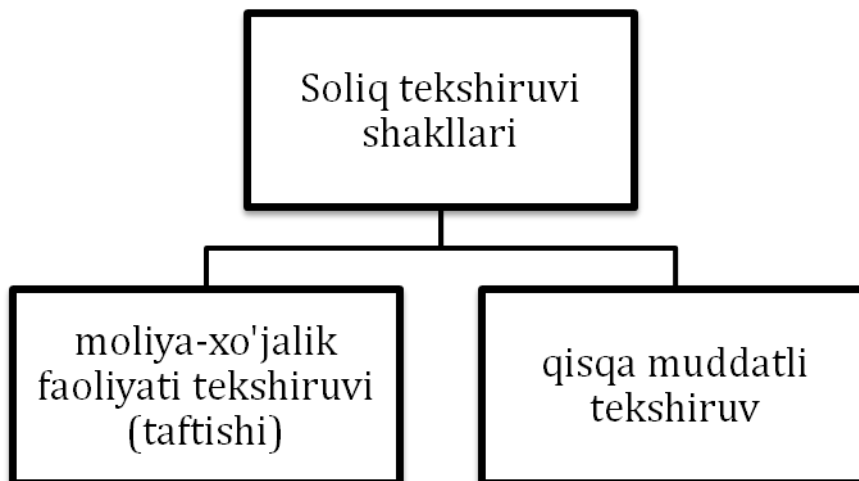 Soliq tekshiruvi
shakllari
moliya-xo'jalik
faoliyati tekshiruvi
(taftishi)
qisqa muddatli
tekshiruv